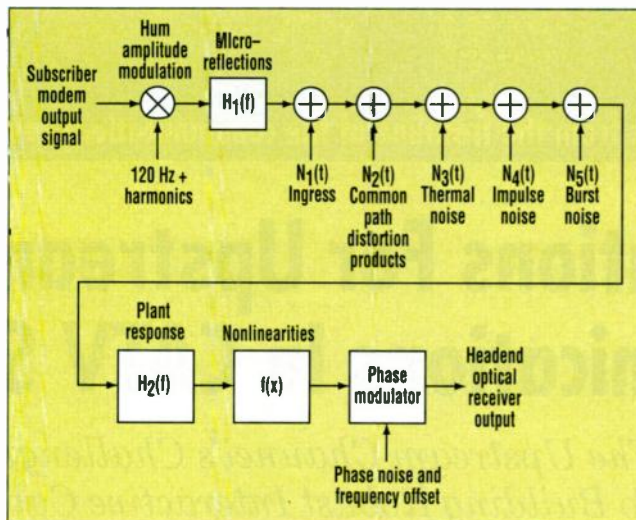 Hum
amplitude
modulation
MIcro–
reflections
Subscriber
modem
output
signal
H₁(f)
120 Hz +
harmonics
N₁(t)
Ingress
N₂(t)
Common
path
distortion
products
N₃(t)
Thermal
noise
N₄(t)
Impulse
noise
N₅(t)
Burst
noise
Plant
response
Nonlinearities
H₂(f)
f(x)
Phase
modulator
Headend
optical
receiver
output
Phase noise and
frequency offset